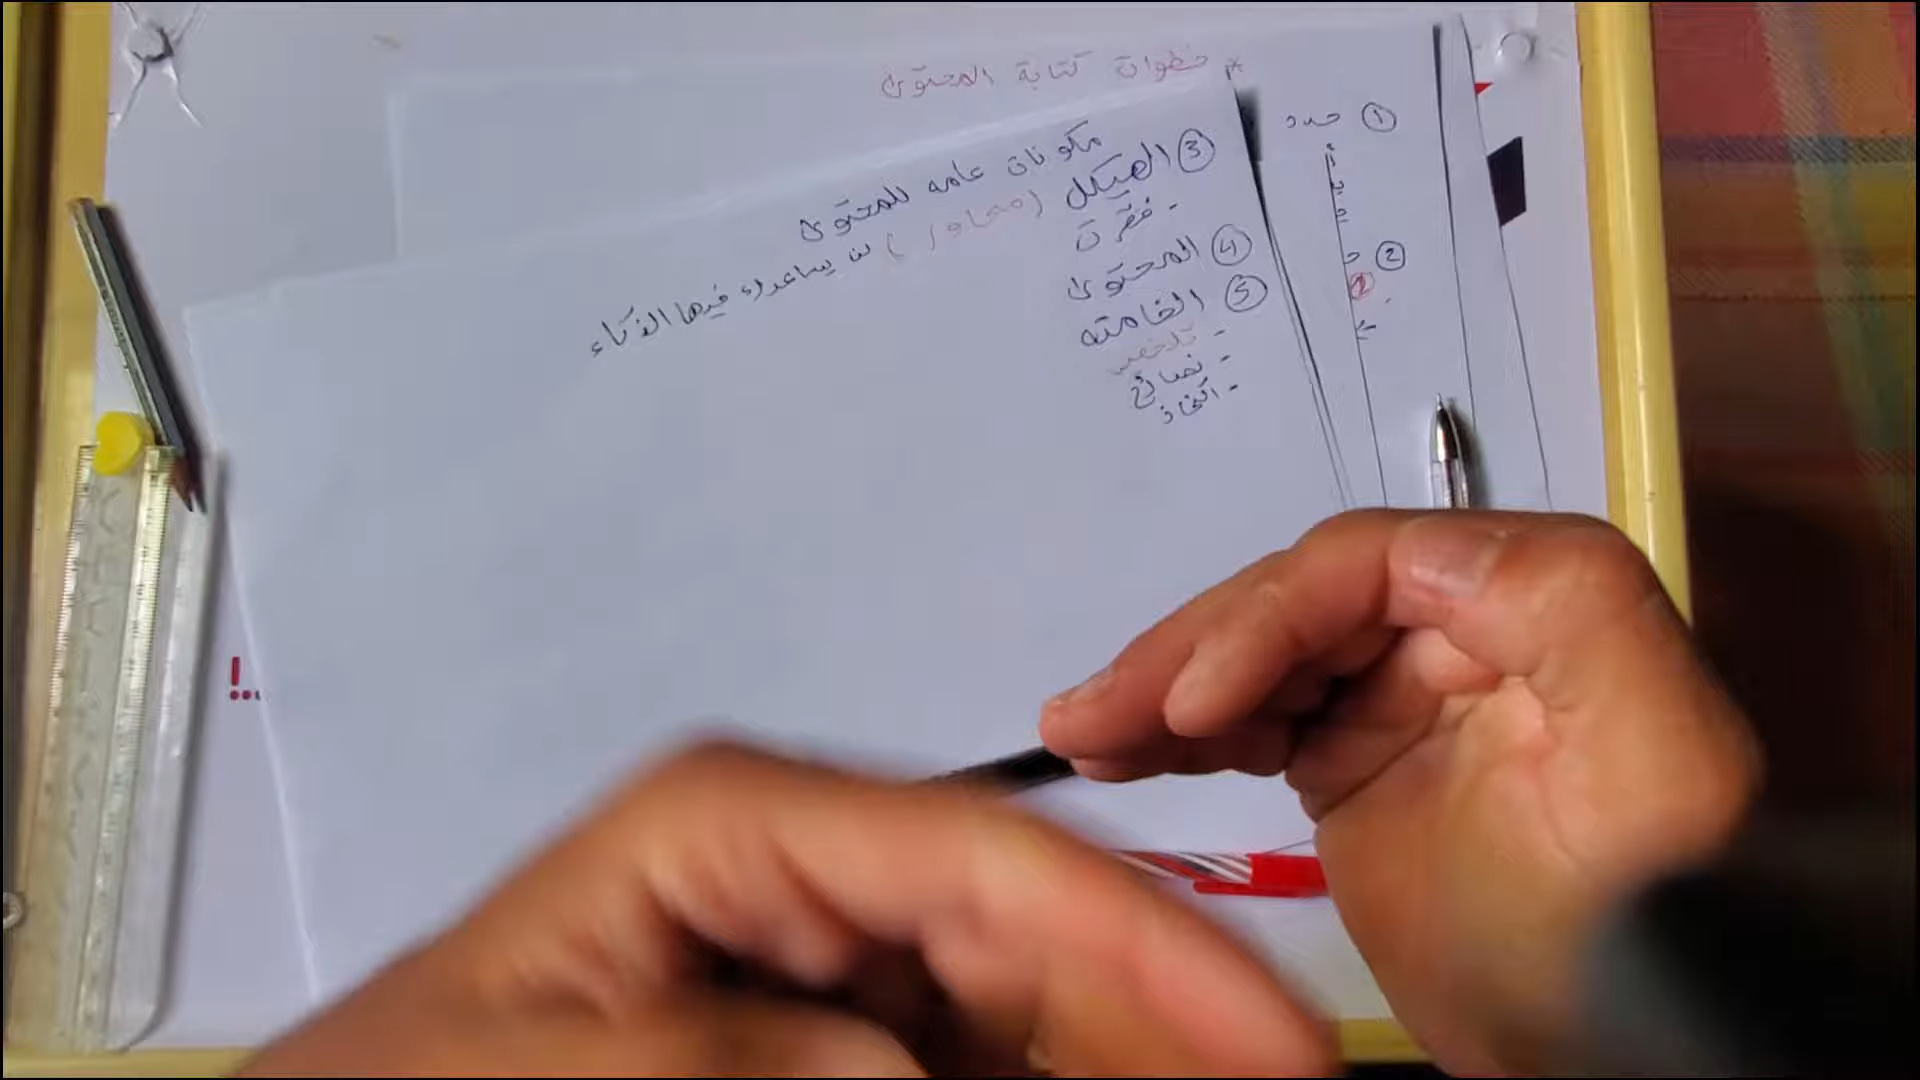 * خطوات كتابة المحتوى
① حدد
②
مكونات عامه للمحتوى
③ الهيكل (محاور) لن يساعدك فيها الذكاء
- فقرات
④ المحتوى
⑤ الخامته
- تلخيص
- نصائح
- اتخاذ
!..